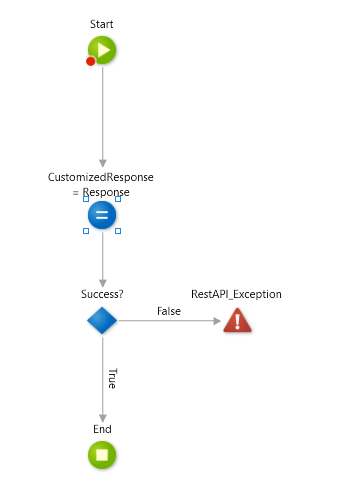 Start
CustomizedResponse
= Response
Success?
False
RestAPI_Exception
True
End